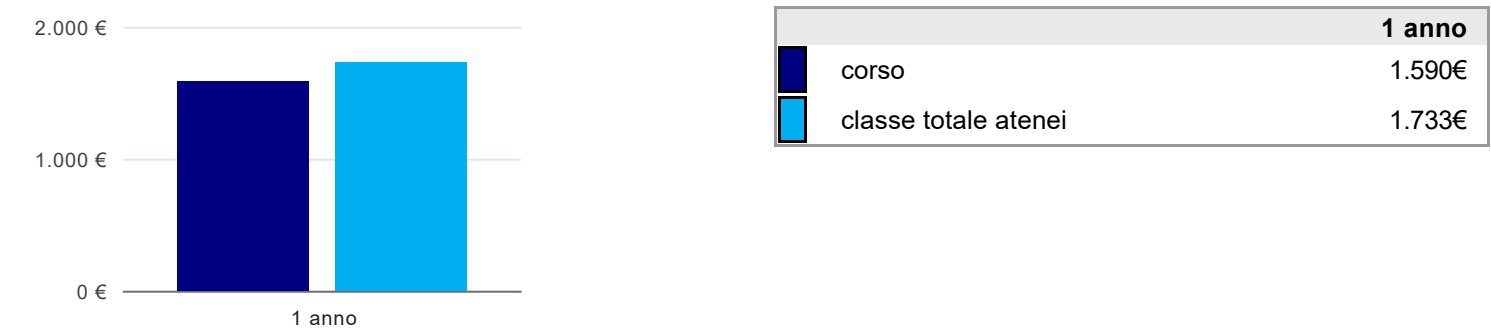 2.000 €
1.000 €
0 €
1 anno
1 anno
corso 1.590€
classe totale atenei 1.733€